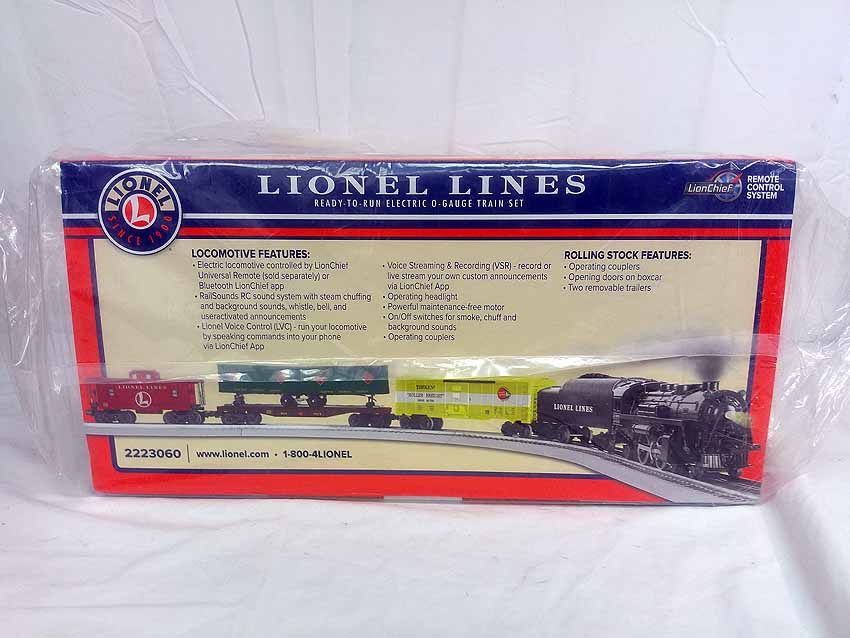 LIONEL
L
SINCE 1900
LIONEL LINES
READY-TO-RUN ELECTRIC O-GAUGE TRAIN SET
LionChief
REMOTE
CONTROL
SYSTEM
LOCOMOTIVE FEATURES:
• Electric locomotive controlled by LionChief
Universal Remote (sold separately) or
Bluetooth LionChief app
• RailSounds RC sound system with steam chuffing
and background sounds, whistle, bell, and
useractivated announcements
• Lionel Voice Control (LVC) - run your locomotive
by speaking commands into your phone
via LionChief App
• Voice Streaming & Recording (VSR) - record or
live stream your own custom announcements
via LionChief App
• Operating headlight
• Powerful maintenance-free motor
• On/Off switches for smoke, chuff and
background sounds
• Operating couplers
ROLLING STOCK FEATURES:
• Operating couplers
• Opening doors on boxcar
• Two removable trailers
LIONEL LINES
L
TIMKEN
"ROLLER FREIGHT"
LIONEL LINES
2223060
www.lionel.com • 1-800-4LIONEL